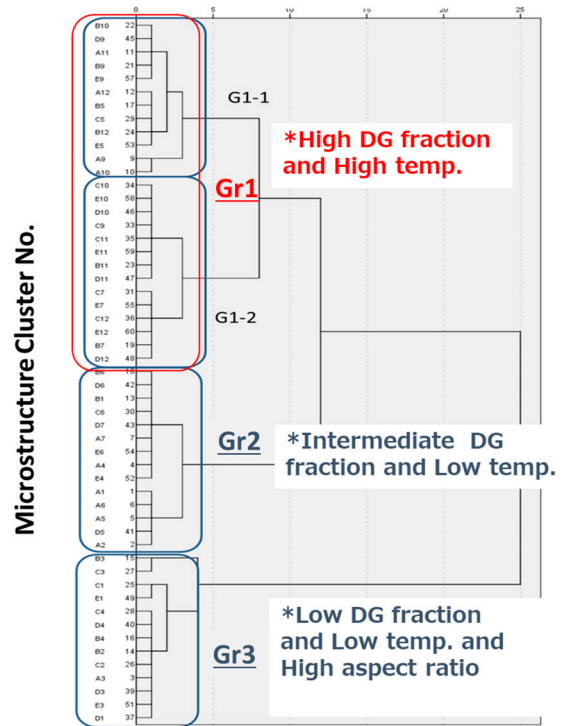 0 5 10 15 20 25
B10 22
D9 45
A11 11
B9 21
E9 57
A12 12
B5 17
C5 29
B12 24
E5 53
A9 9
A10 10
C10 34
E10 58
D10 46
C9 33
C11 35
E11 59
B11 23
D11 47
C7 31
E7 55
C12 36
E12 60
B7 19
D12 48
B6 18
D6 42
B1 13
C6 30
D7 43
A7 7
E6 54
A4 4
E4 52
A1 1
A6 6
A5 5
D5 41
A2 2
B3 15
C3 27
C1 25
E1 49
C4 28
D4 40
B4 16
B2 14
C2 26
A3 3
D3 39
E3 51
D1 37
Microstructure Cluster No.
G1-1
*High DG fraction
and High temp.
Gr1
G1-2
Gr2
*Intermediate DG
fraction and Low temp.
Gr3
*Low DG fraction
and Low temp. and
High aspect ratio